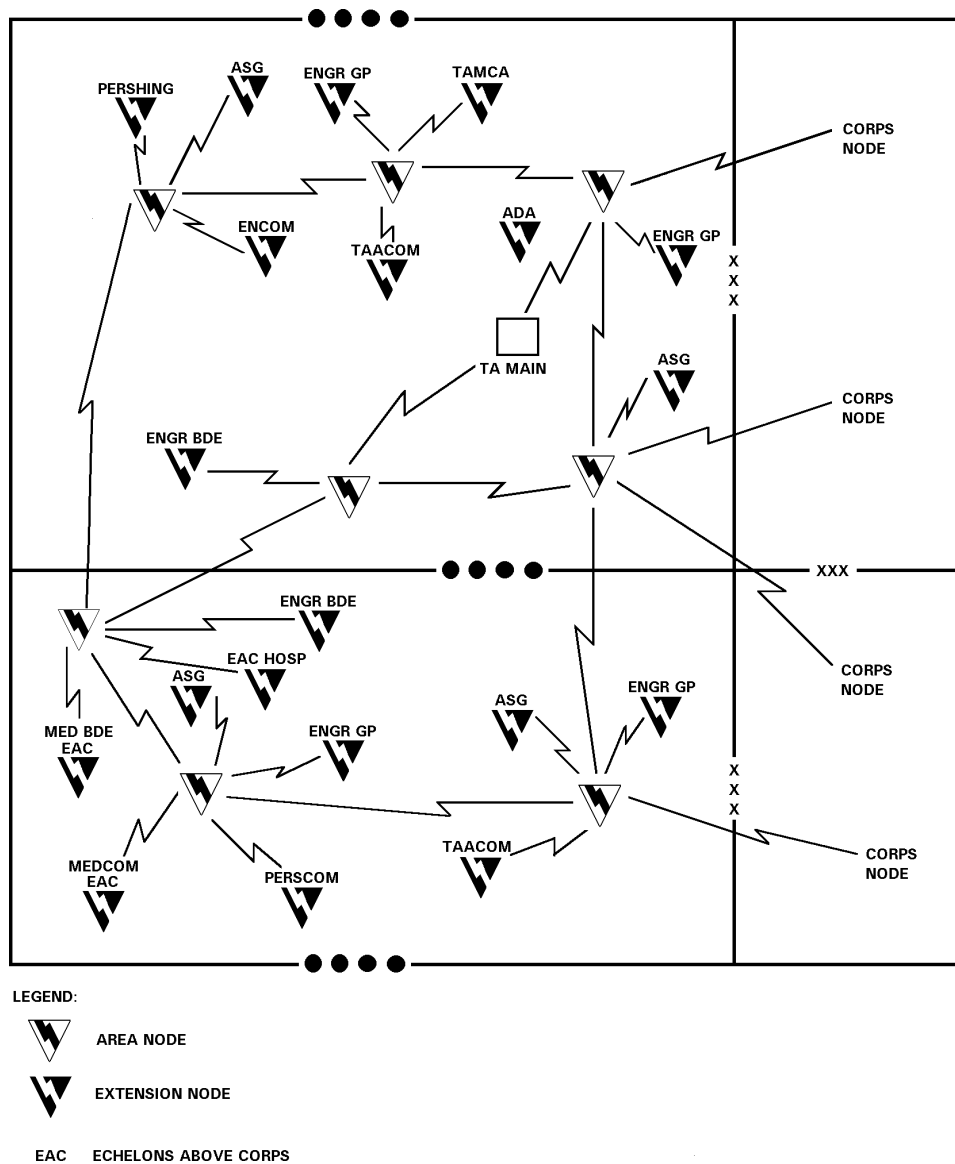 ENGR GP
TAMCA
ASG
PERSHING
CORPS
NODE
ADA
ENCOM
TAACOM
ENGR GP
X
X
X
TA MAIN
ASG
CORPS
NODE
ENGR BDE
XXX
ENGR BDE
EAC HOSP
ASG
CORPS
NODE
ASG
ENGR GP
MED BDE
EAC
ENGR GP
X
X
X
TAACOM
CORPS
NODE
MEDCOM
EAC
PERSCOM
LEGEND:
AREA NODE
EXTENSION NODE
EAC ECHELONS ABOVE CORPS